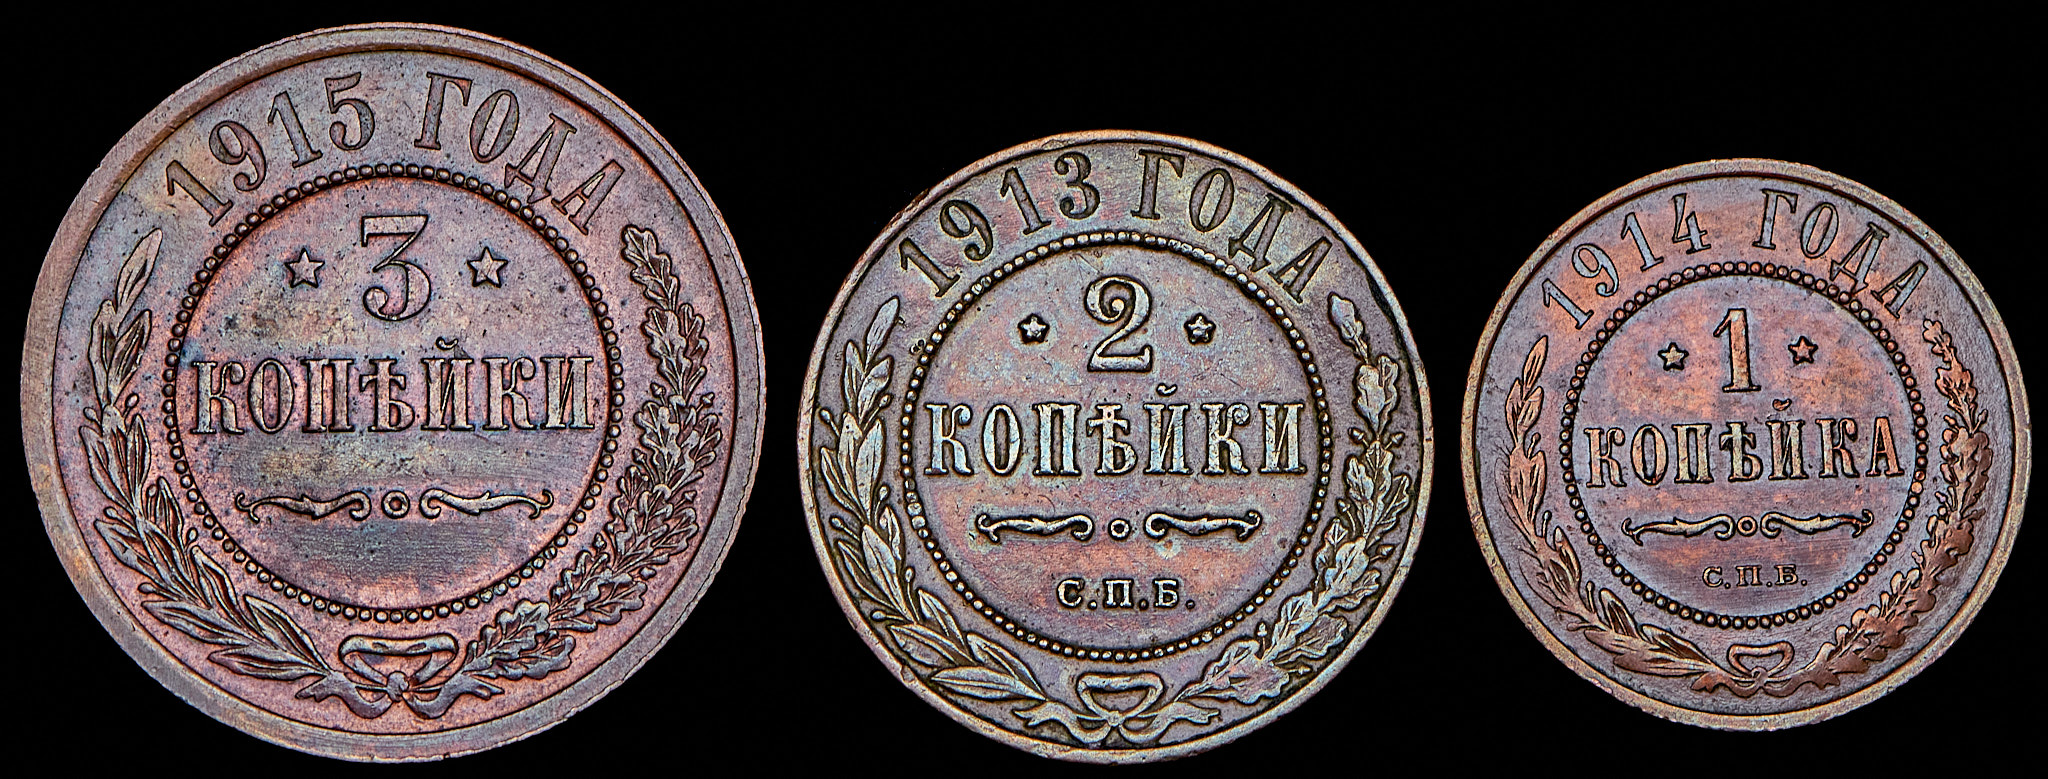 1915 ГОДА
3
КОПѢЙКИ
1913 ГОДА
2
КОПѢЙКИ
С.П.Б.
1914 ГОДА
1
КОПѢЙКА
С.П.Б.